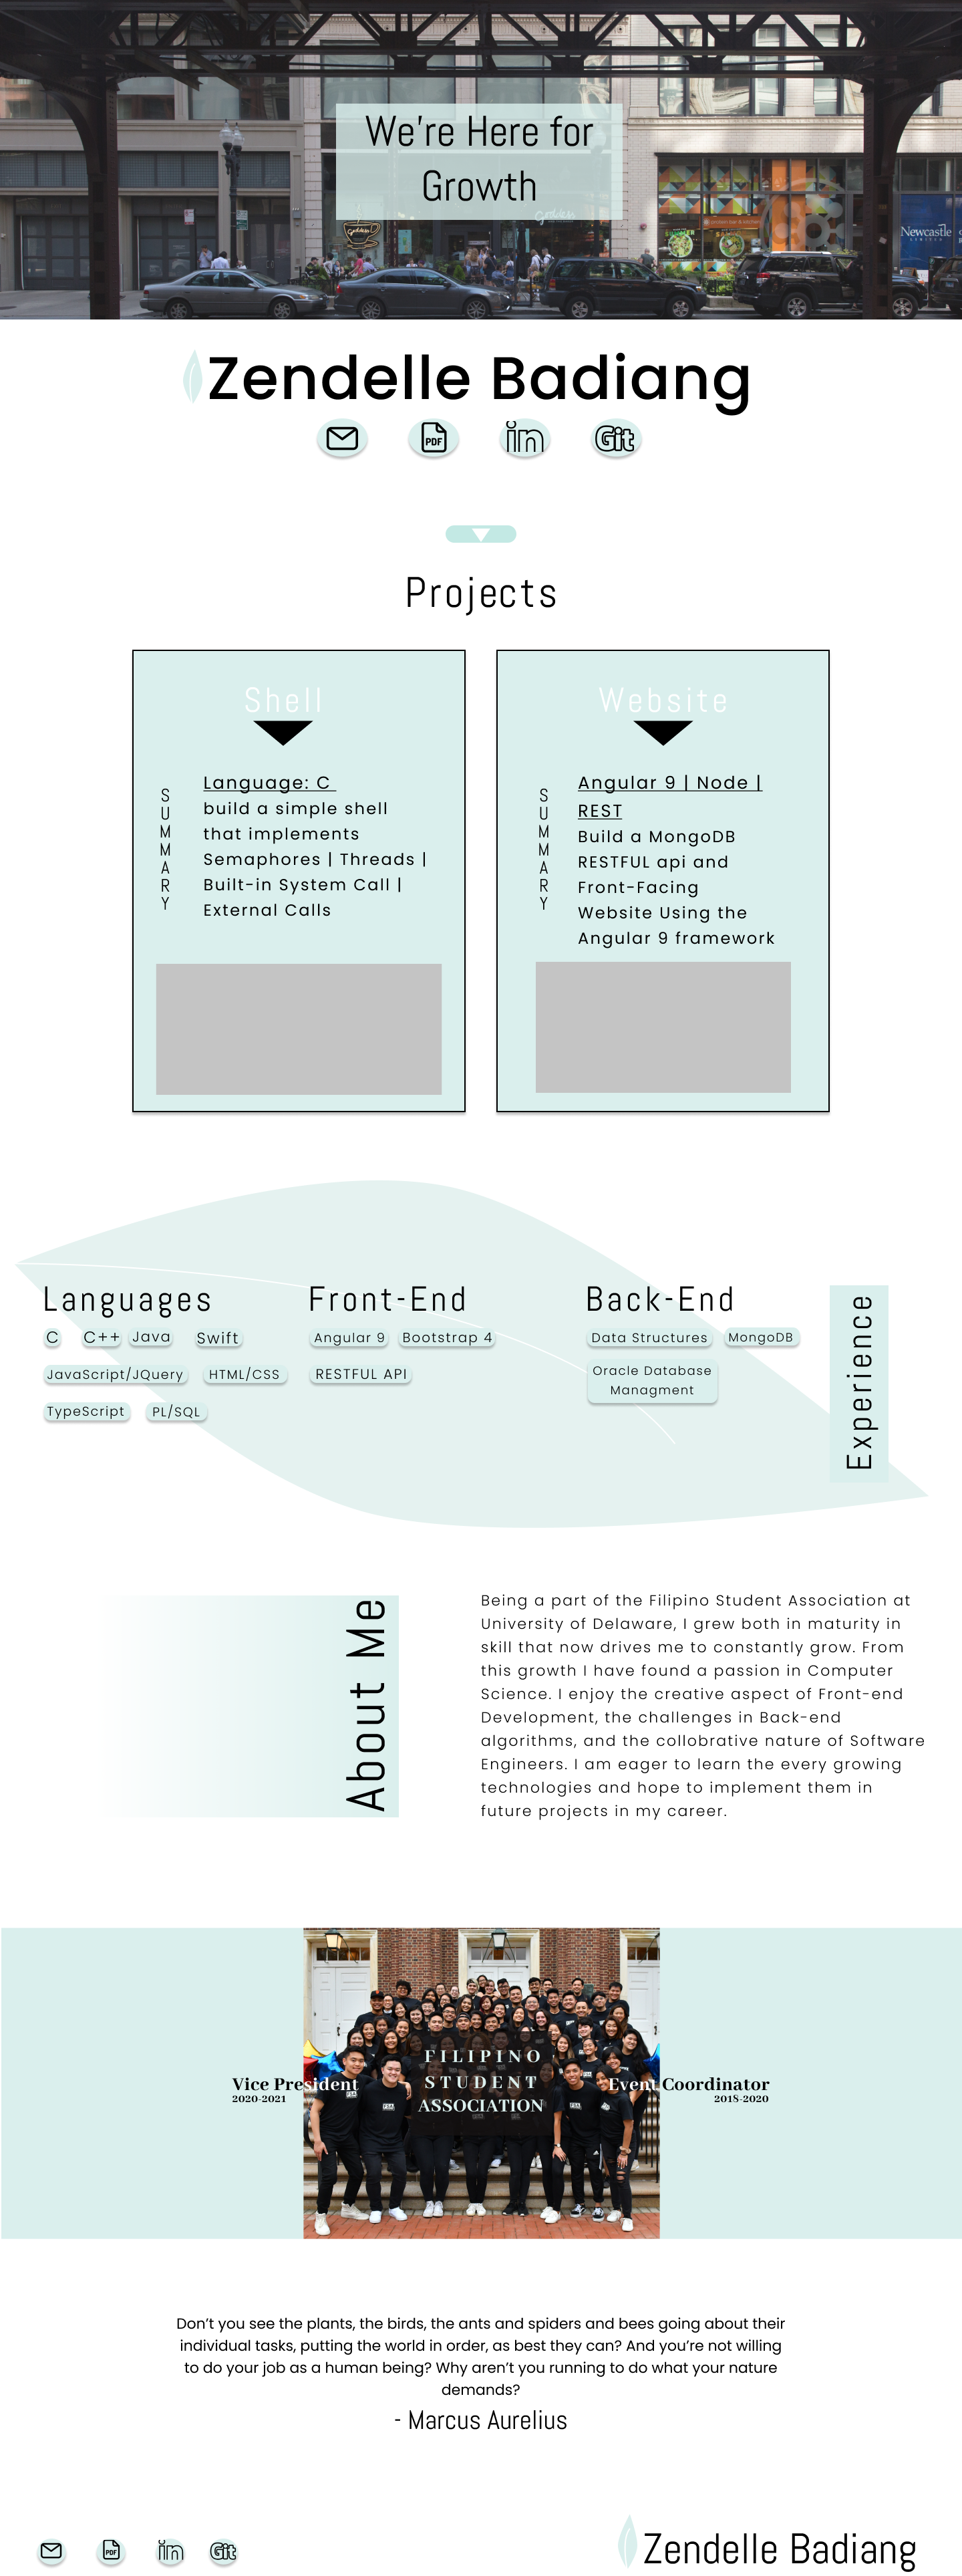 We're Here for
Growth
Goddess
Goddess
Newcastle
LIMITED
Zendelle Badiang
PDF
in
Git
Projects
Shell
SUMMARY
Language: C
build a simple shell
that implements
Semaphores | Threads |
Built-in System Call |
External Calls
Website
SUMMARY
Angular 9 | Node |
REST
Build a MongoDB
RESTFUL api and
Front-Facing
Website Using the
Angular 9 framework
Languages
C C++ Java Swift
JavaScript/JQuery HTML/CSS
TypeScript PL/SQL
Front-End
Angular 9 Bootstrap 4
RESTFUL API
Back-End
Data Structures MongoDB
Oracle Database
Managment
Experience
About Me
Being a part of the Filipino Student Association at
University of Delaware, I grew both in maturity in
skill that now drives me to constantly grow. From
this growth I have found a passion in Computer
Science. I enjoy the creative aspect of Front-end
Development, the challenges in Back-end
algorithms, and the collobrative nature of Software
Engineers. I am eager to learn the every growing
technologies and hope to implement them in
future projects in my career.
Vice President
2020-2021
FILIPINO
STUDENT
ASSOCIATION
Event Coordinator
2018-2020
Don't you see the plants, the birds, the ants and spiders and bees going about their
individual tasks, putting the world in order, as best they can? And you're not willing
to do your job as a human being? Why aren't you running to do what your nature
demands?
- Marcus Aurelius
PDF
in
Git
Zendelle Badiang